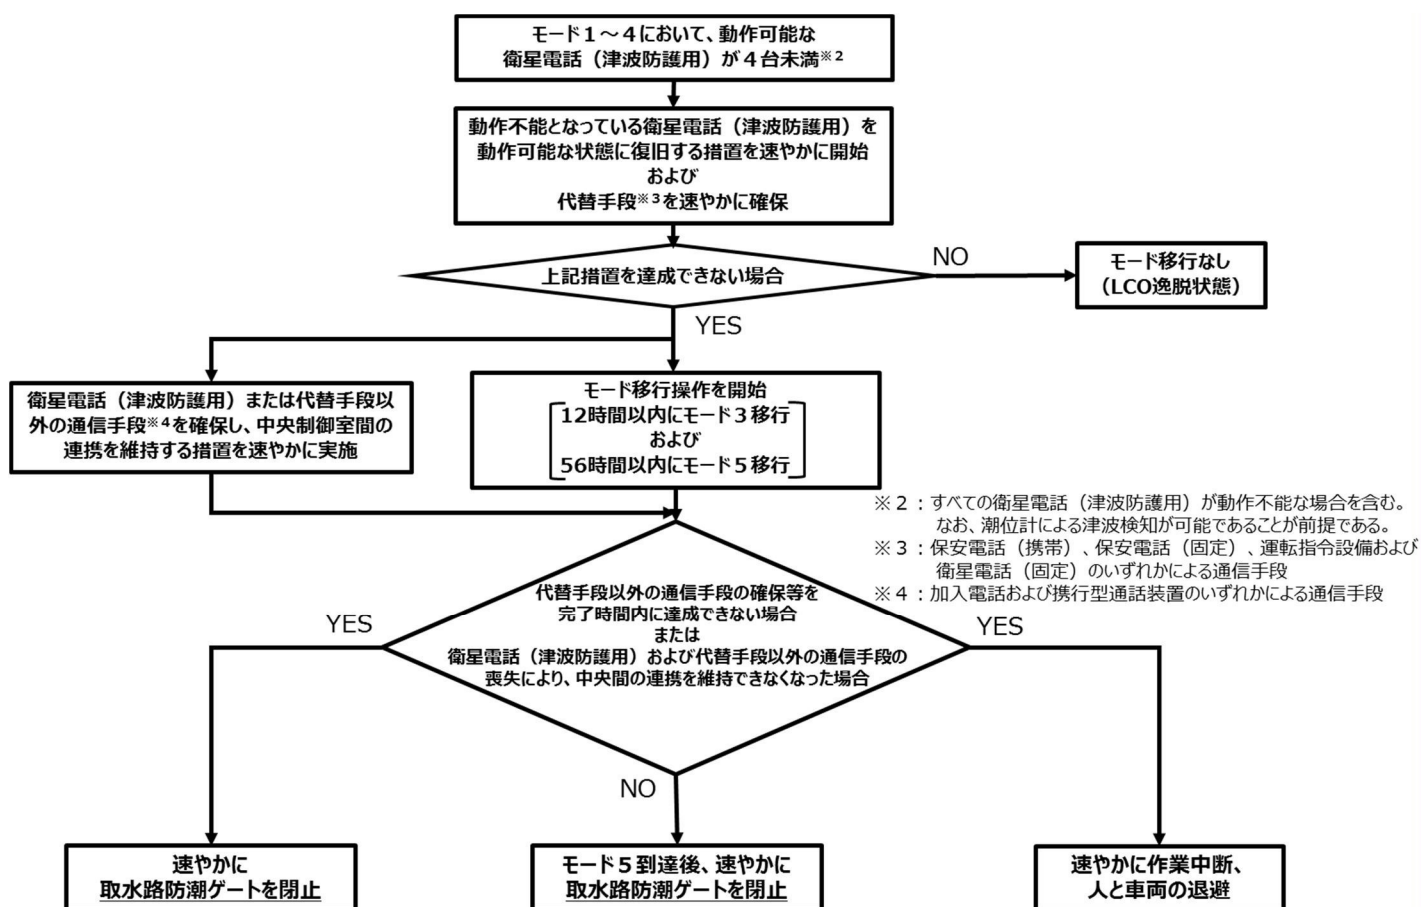 モード１～４において、動作可能な
衛星電話（津波防護用）が４台未満※２
動作不能となっている衛星電話（津波防護用）を
動作可能な状態に復旧する措置を速やかに開始
および
代替手段※３を速やかに確保
上記措置を達成できない場合
NO
モード移行なし
（LCO逸脱状態）
YES
衛星電話（津波防護用）または代替手段以
外の通信手段※４を確保し、中央制御室間の
連携を維持する措置を速やかに実施
モード移行操作を開始
12時間以内にモード３移行
および
56時間以内にモード５移行
※２：すべての衛星電話（津波防護用）が動作不能な場合を含む。
なお、潮位計による津波検知が可能であることが前提である。
※３：保安電話（携帯）、保安電話（固定）、運転指令設備および
衛星電話（固定）のいずれかによる通信手段
※４：加入電話および携行型通話装置のいずれかによる通信手段
代替手段以外の通信手段の確保等を
完了時間内に達成できない場合
または
衛星電話（津波防護用）および代替手段以外の通信手段の
喪失により、中央間の連携を維持できなくなった場合
YES
YES
NO
速やかに
取水路防潮ゲートを閉止
モード５到達後、速やかに
取水路防潮ゲートを閉止
速やかに作業中断、
人と車両の退避